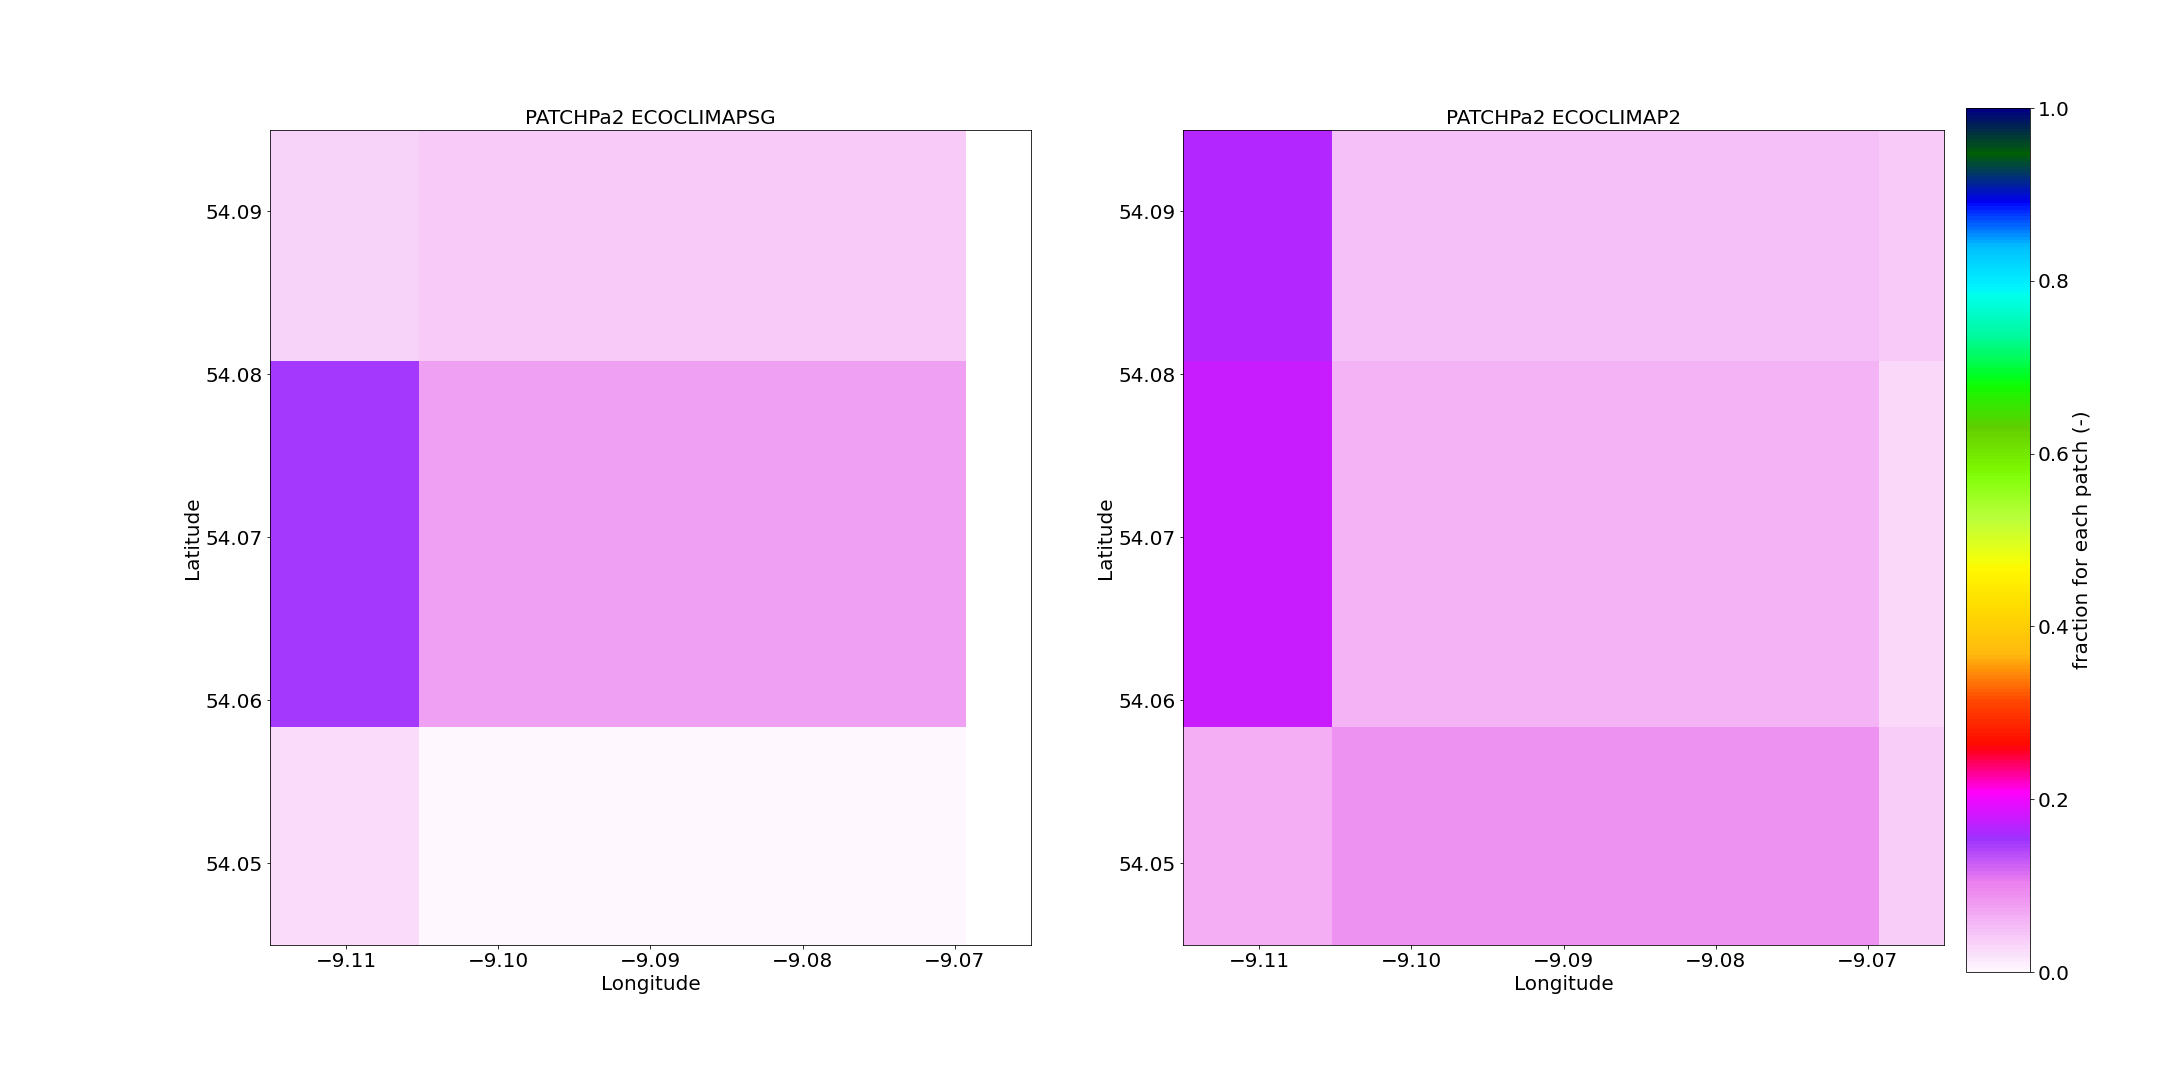 PATCHPa2 ECOCLIMAPSG
54.09
54.08
54.07
54.06
54.05
Latitude
−9.11 −9.10 −9.09 −9.08 −9.07
Longitude
PATCHPa2 ECOCLIMAP2
54.09
54.08
54.07
54.06
54.05
Latitude
−9.11 −9.10 −9.09 −9.08 −9.07
Longitude
1.0
0.8
0.6
0.4
0.2
0.0
fraction for each patch (-)